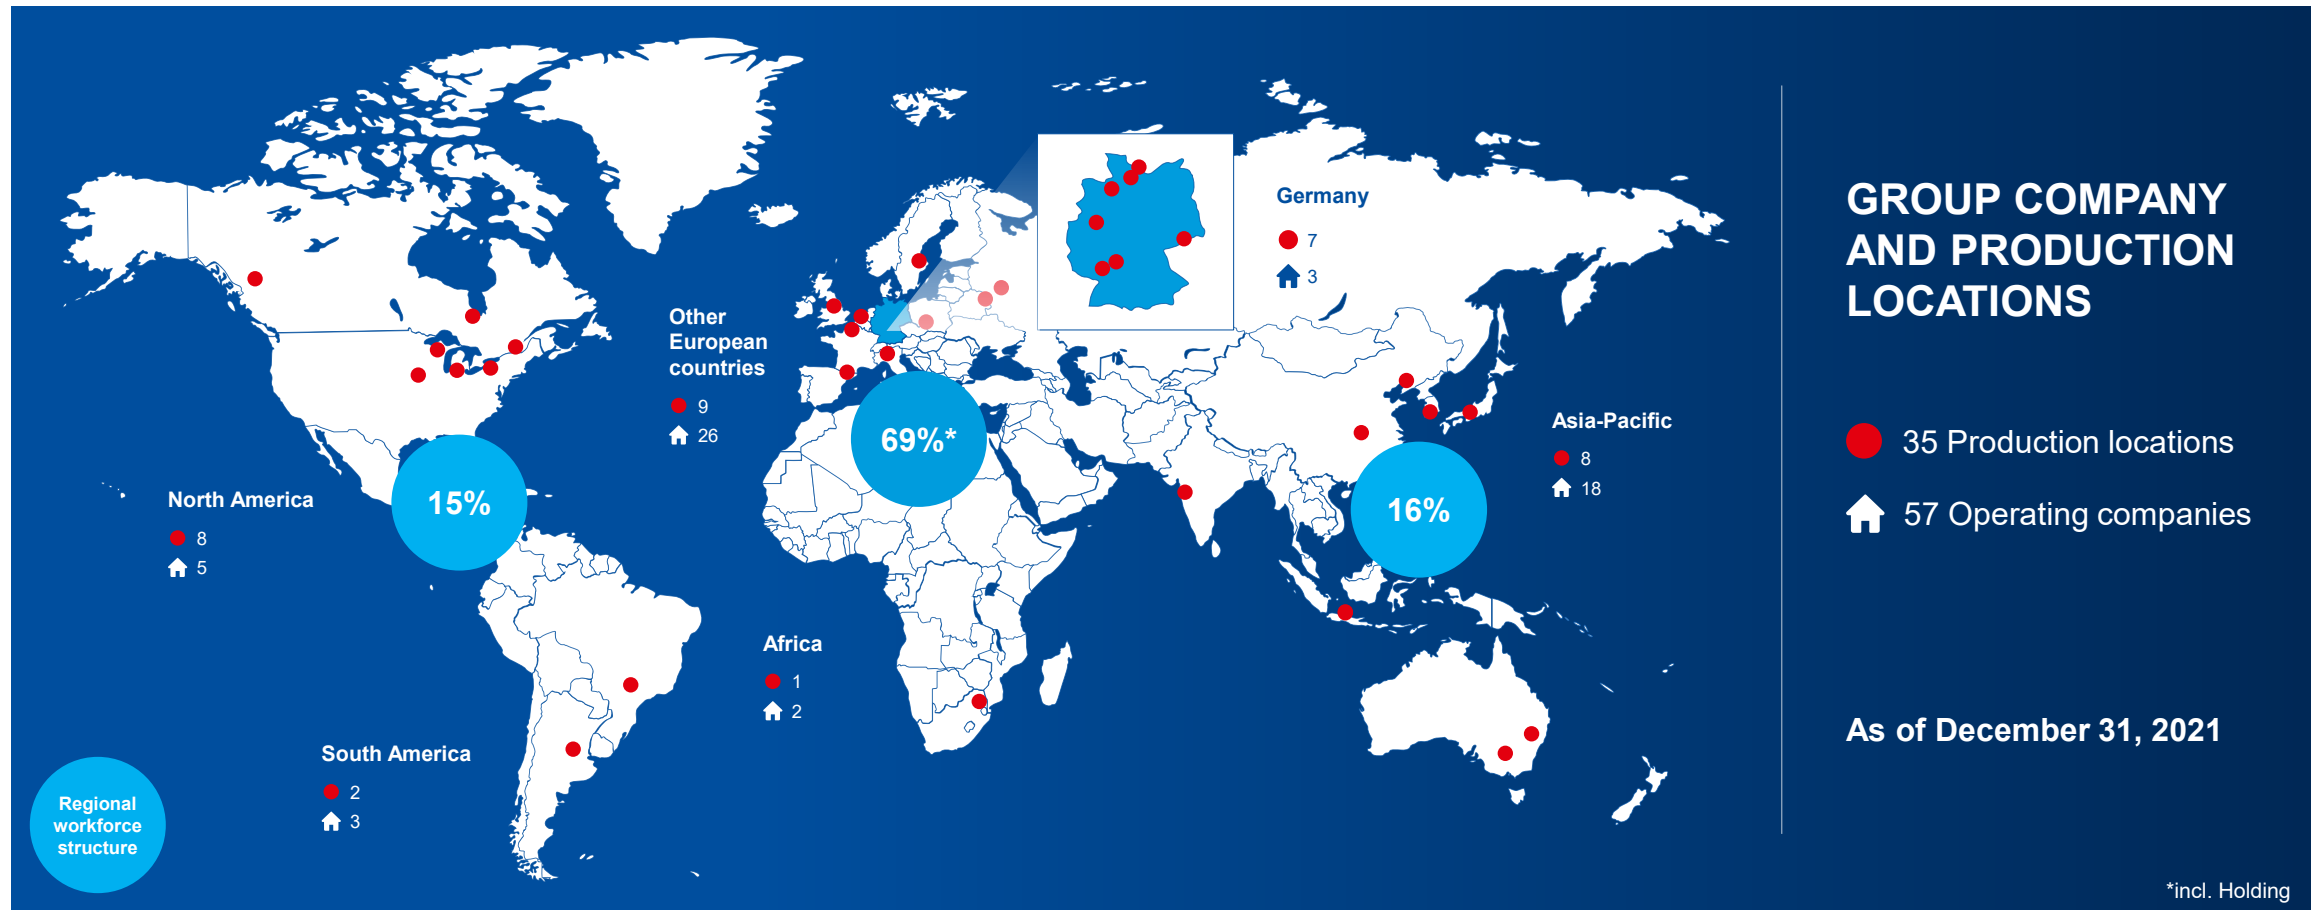 GROUP COMPANY
AND PRODUCTION
LOCATIONS
35 Production locations
57 Operating companies
As of December 31, 2021
*incl. Holding
Germany
7
3
Other
European
countries
9
26
69%*
Asia-Pacific
8
18
16%
North America
8
5
15%
Africa
1
2
South America
2
3
Regional
workforce
structure